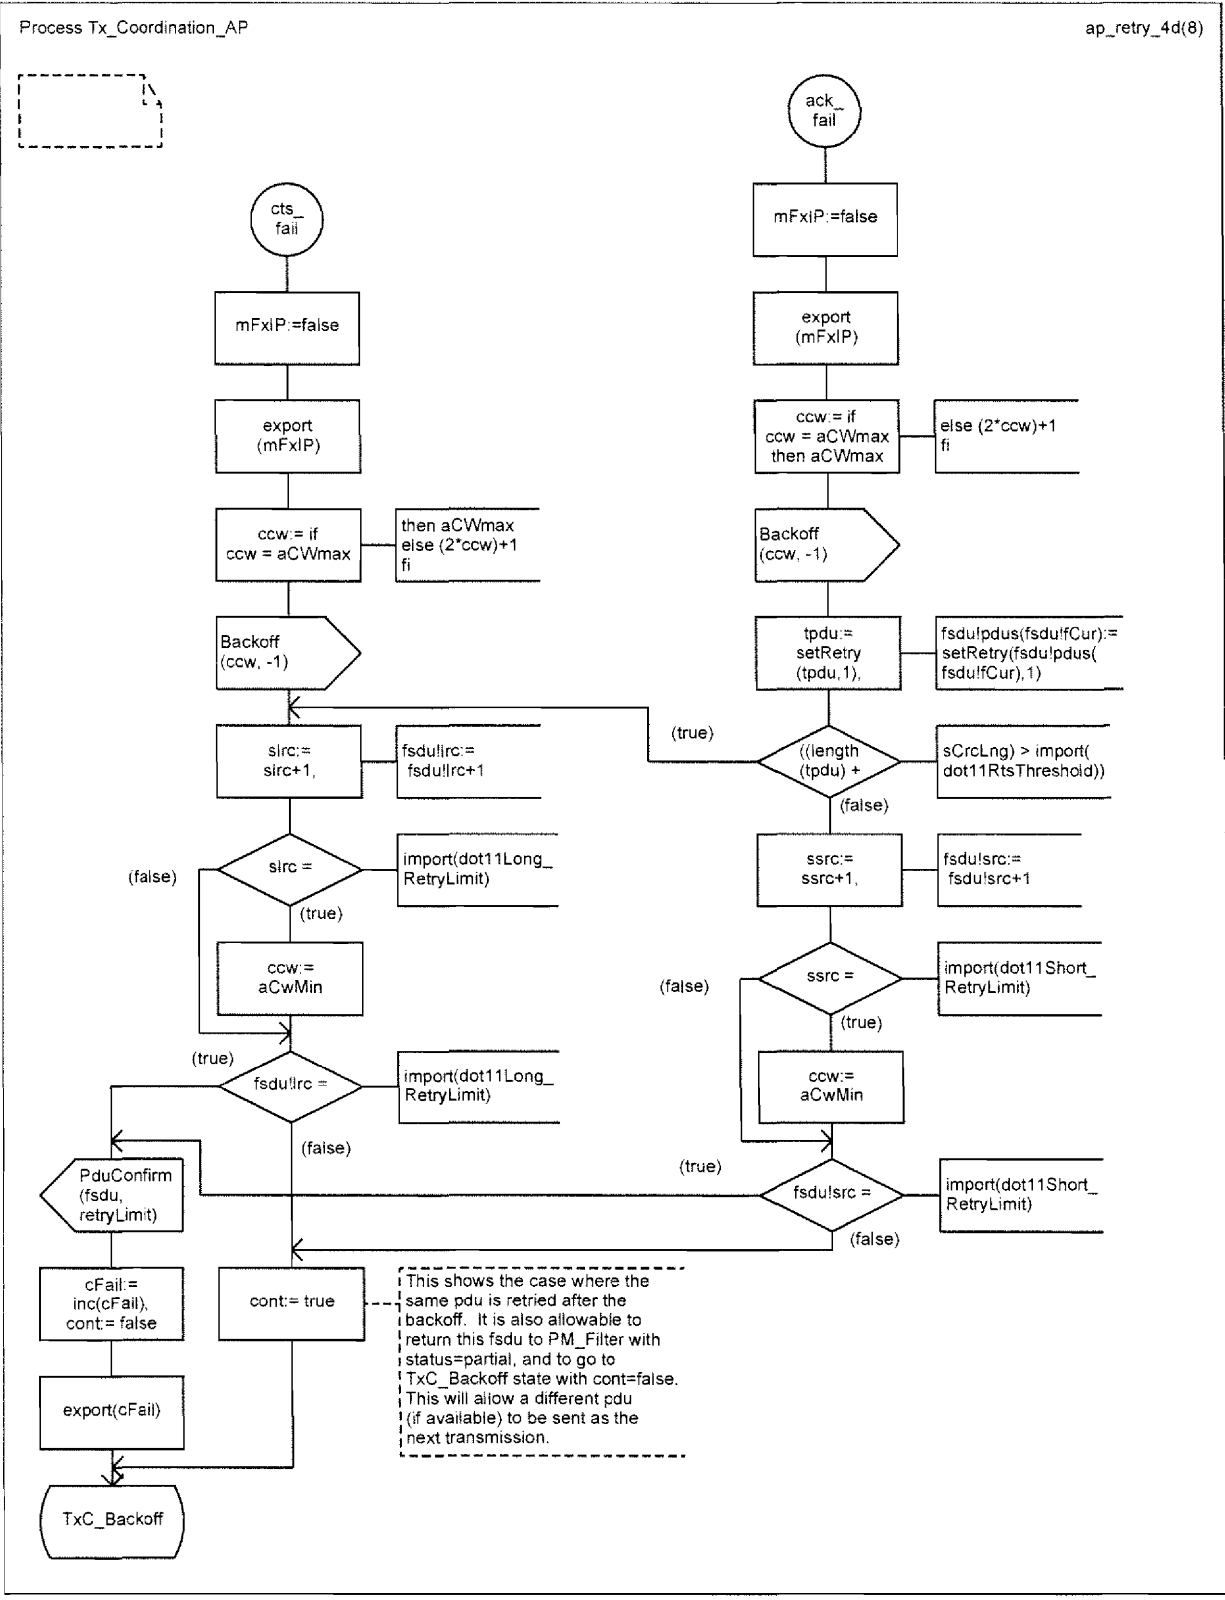 Process Tx_Coordination_AP
ap_retry_4d(8)
cts_
fail
mFxIP:=false
export
(mFxIP)
ccw:= if
ccw = aCWmax
then aCWmax
else (2*ccw)+1
fi
Backoff
(ccw, -1)
slrc:=
slrc+1,
fsdu!lrc:=
fsdu!lrc+1
slrc =
import(dot11Long_
RetryLimit)
(false)
(true)
ccw:=
aCwMin
(true)
fsdu!lrc =
import(dot11Long_
RetryLimit)
(false)
PduConfirm
(fsdu,
retryLimit)
cFail:=
inc(cFail),
cont:= false
export(cFail)
TxC_Backoff
cont:= true
This shows the case where the
same pdu is retried after the
backoff. It is also allowable to
return this fsdu to PM_Filter with
status=partial, and to go to
TxC_Backoff state with cont=false.
This will allow a different pdu
(if available) to be sent as the
next transmission.
ack_
fail
mFxIP:=false
export
(mFxIP)
ccw:= if
ccw = aCWmax
then aCWmax
else (2*ccw)+1
fi
Backoff
(ccw, -1)
tpdu:=
setRetry
(tpdu,1),
fsdu!pdus(fsdu!fCur):=
setRetry(fsdu!pdus(
fsdu!fCur),1)
(true)
((length
(tpdu) +
sCrcLng) > import(
dot11RtsThreshold))
(false)
ssrc:=
ssrc+1,
fsdu!src:=
fsdu!src+1
ssrc =
import(dot11Short_
RetryLimit)
(false)
(true)
ccw:=
aCwMin
(true)
fsdu!src =
import(dot11Short_
RetryLimit)
(false)